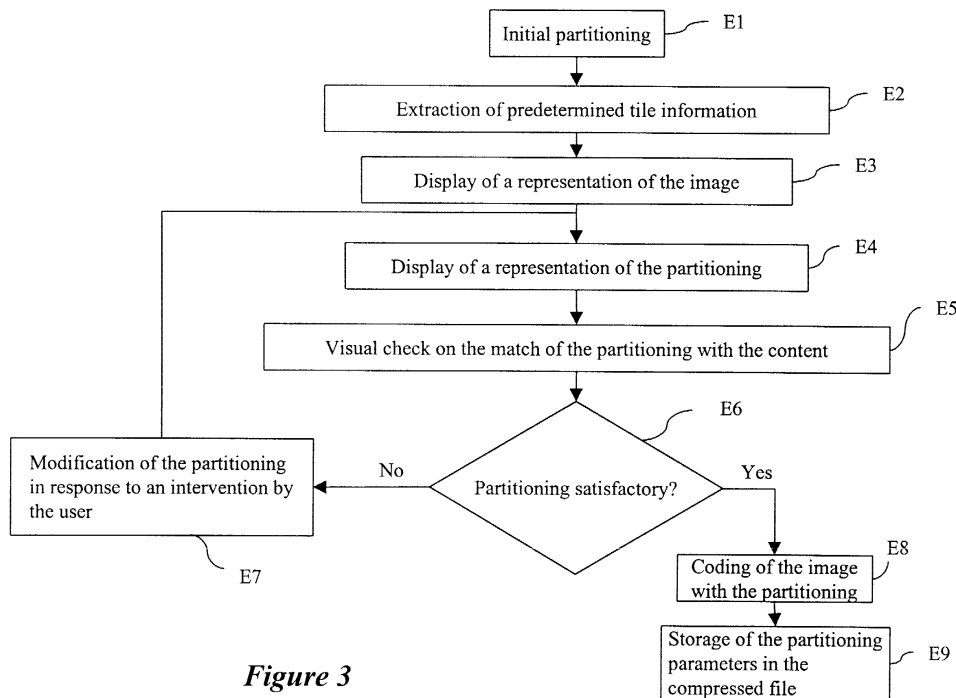 Initial partitioning
E1
Extraction of predetermined tile information
E2
Display of a representation of the image
E3
Display of a representation of the partitioning
E4
Visual check on the match of the partitioning with the content
E5
E6
Partitioning satisfactory?
No
Yes
Modification of the partitioning
in response to an intervention by
the user
E7
Coding of the image
with the partitioning
E8
Storage of the partitioning
parameters in the
compressed file
E9
Figure 3